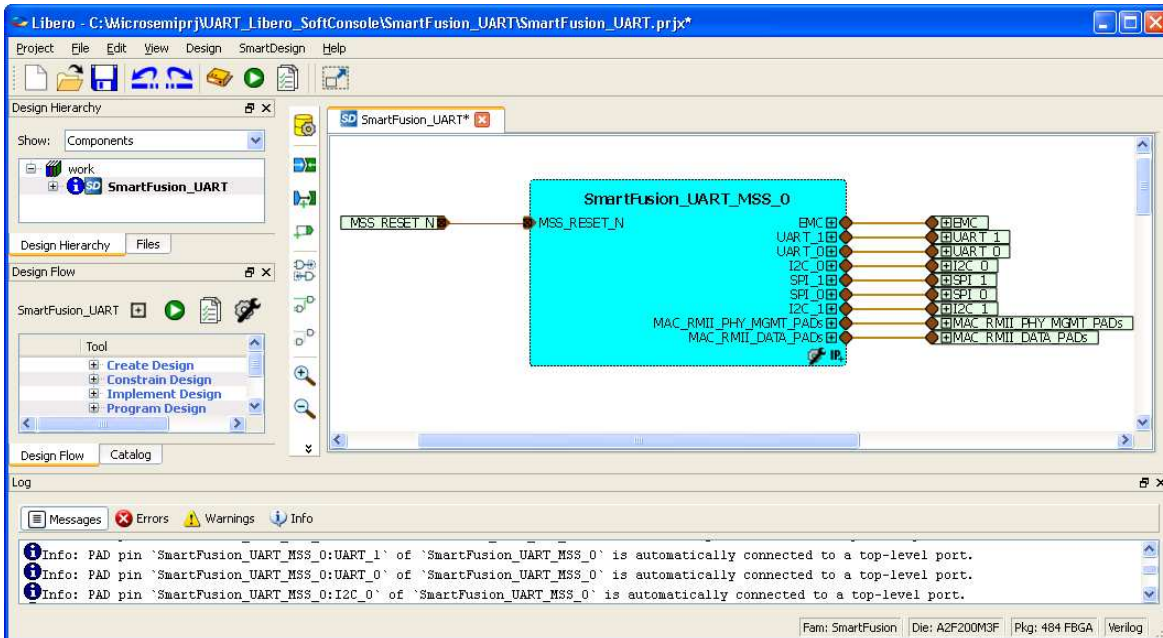 Libero - C:\Microsemiprj\UART_Libero_SoftConsole\SmartFusion_UART\SmartFusion_UART.prjx*
Project File Edit View Design SmartDesign Help
Design Hierarchy
Show: Components
work
SD SmartFusion_UART
Design Hierarchy Files
Design Flow
SmartFusion_UART
Tool
Create Design
Constrain Design
Implement Design
Program Design
Design Flow Catalog
SD SmartFusion_UART*
SmartFusion_UART_MSS_0
MSS_RESET_N MSS_RESET_N EMC EMC
UART_1 UART_1
UART_0 UART_0
I2C_0 I2C_0
SPI_1 SPI_1
SPI_0 SPI_0
I2C_1 I2C_1
MAC_RMII_PHY_MGMT_PADs MAC_RMII_PHY_MGMT_PADs
MAC_RMII_DATA_PADs MAC_RMII_DATA_PADs
IP
Log
Messages Errors Warnings Info
Info: PAD pin `SmartFusion_UART_MSS_0:UART_1` of `SmartFusion_UART_MSS_0` is automatically connected to a top-level port.
Info: PAD pin `SmartFusion_UART_MSS_0:UART_0` of `SmartFusion_UART_MSS_0` is automatically connected to a top-level port.
Info: PAD pin `SmartFusion_UART_MSS_0:I2C_0` of `SmartFusion_UART_MSS_0` is automatically connected to a top-level port.
Fam: SmartFusion Die: A2F200M3F Pkg: 484 FBGA Verilog